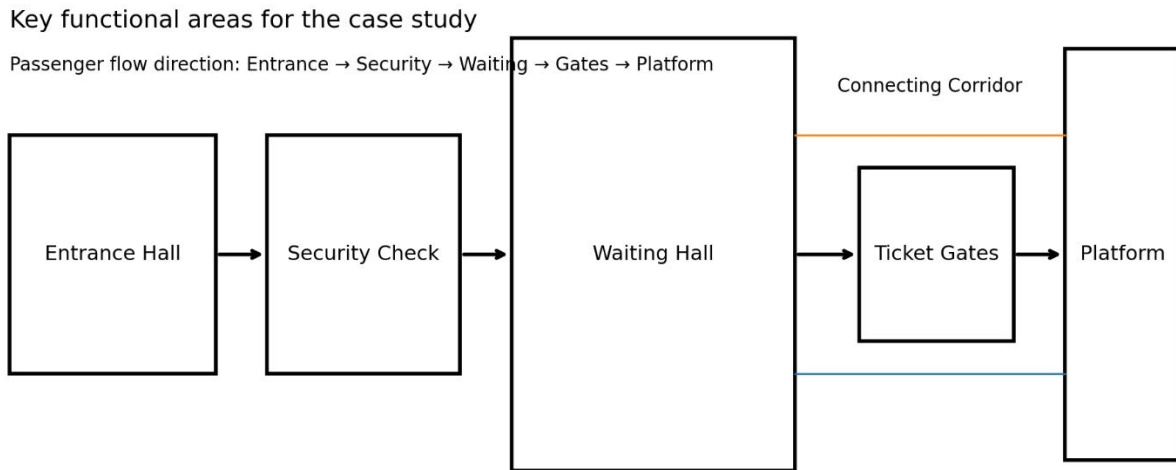 Key functional areas for the case study
Passenger flow direction: Entrance → Security → Waiting → Gates → Platform
Connecting Corridor
Entrance Hall
Security Check
Waiting Hall
Ticket Gates
Platform